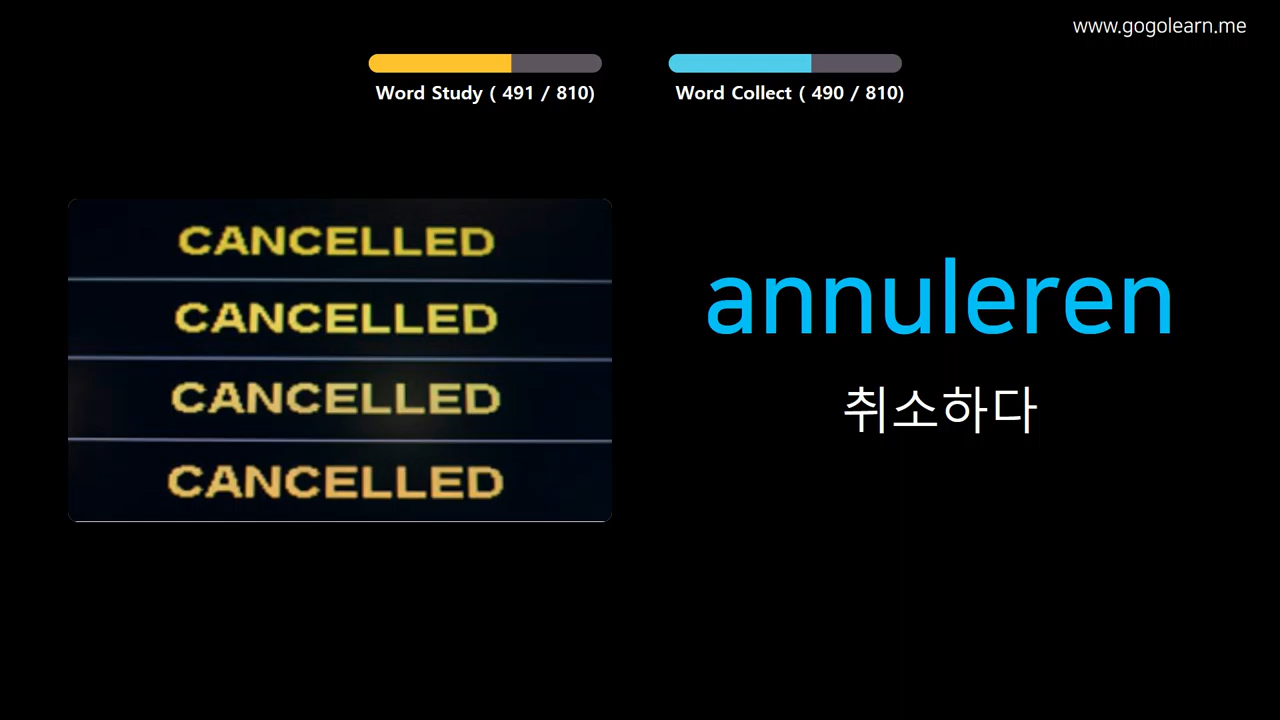 www.gogolearn.me
Word Study ( 491 / 810)
Word Collect ( 490 / 810)
CANCELLED
CANCELLED
CANCELLED
CANCELLED
annuleren
취소하다